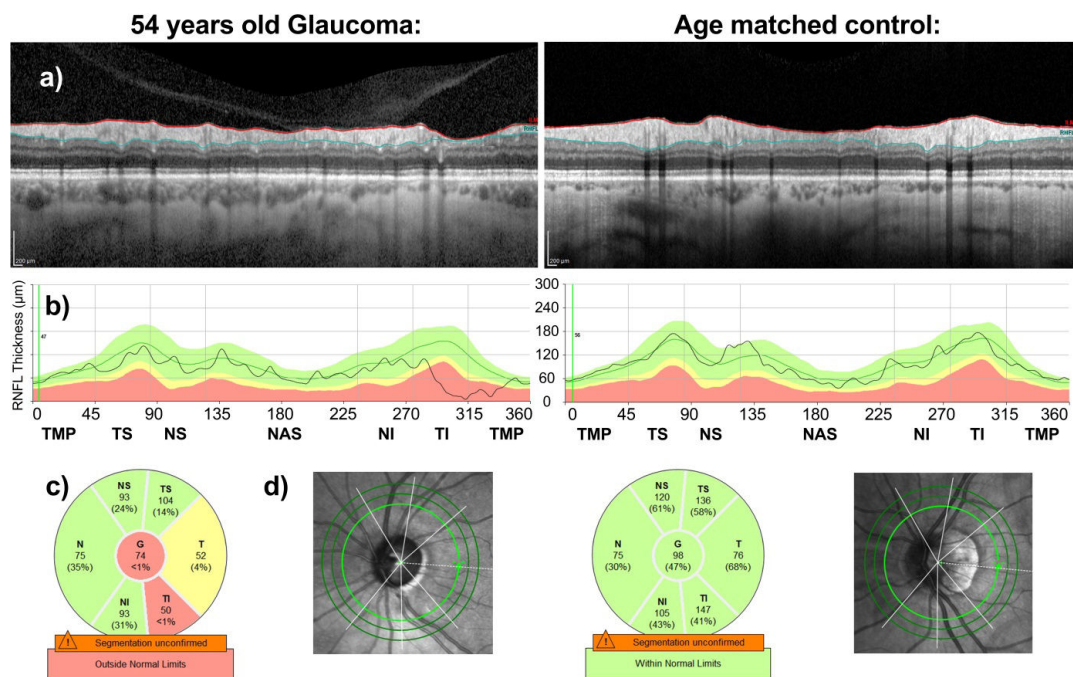 54 years old Glaucoma:
Age matched control:
a)
200 µm
200 µm
b)
RNFL Thickness (µm)
47
300
240
180
120
60
0
56
0 45 90 135 180 225 270 315 360
0 45 90 135 180 225 270 315 360
TMP TS NS NAS NI TI TMP
TMP TS NS NAS NI TI TMP
c)
NS
93
(24%)
TS
104
(14%)
N
75
(35%)
G
74
<1%
T
52
(4%)
NI
93
(31%)
TI
50
<1%
! Segmentation unconfirmed
Outside Normal Limits
d)
NS
120
(61%)
TS
136
(58%)
N
75
(30%)
G
98
(47%)
T
76
(68%)
NI
105
(43%)
TI
147
(41%)
! Segmentation unconfirmed
Within Normal Limits